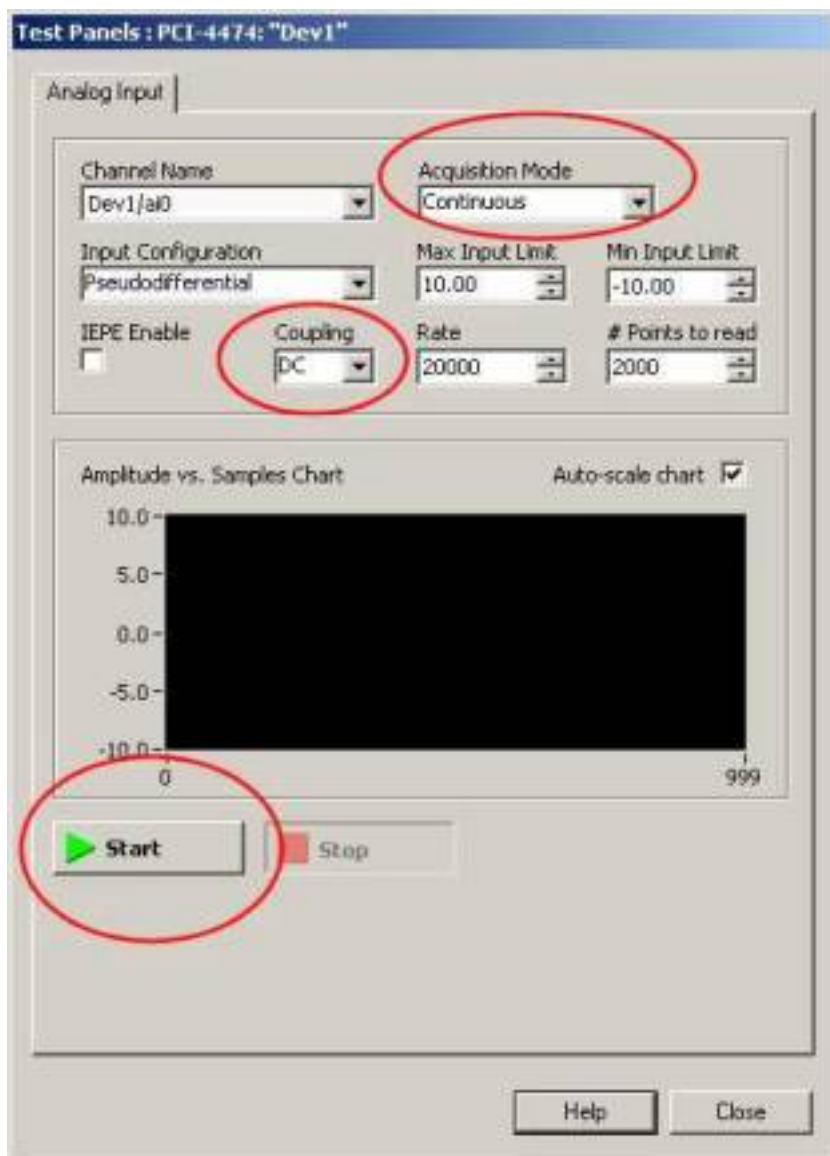 Test Panels : PCI-4474: "Dev1"
Analog Input
Channel Name
Acquisition Mode
Dev1/ai0
Continuous
Input Configuration
Max Input Limit
Min Input Limit
Pseudodifferential
10.00
-10.00
IEPE Enable
Coupling
Rate
# Points to read
DC
20000
2000
Amplitude vs. Samples Chart
Auto-scale chart
10.0
5.0
0.0
-5.0
-10.0
0
999
Start
Stop
Help
Close